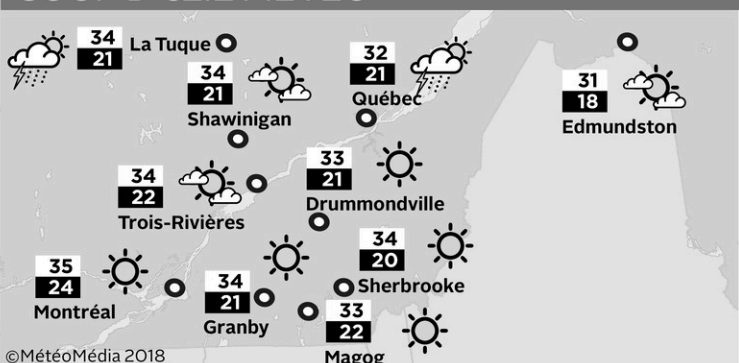 34
21
La Tuque
34
21
Shawinigan
32
21
Québec
31
18
Edmundston
34
22
Trois-Rivières
33
21
Drummondville
35
24
Montréal
34
21
Granby
34
20
Sherbrooke
33
22
Magog
©MétéoMédia 2018